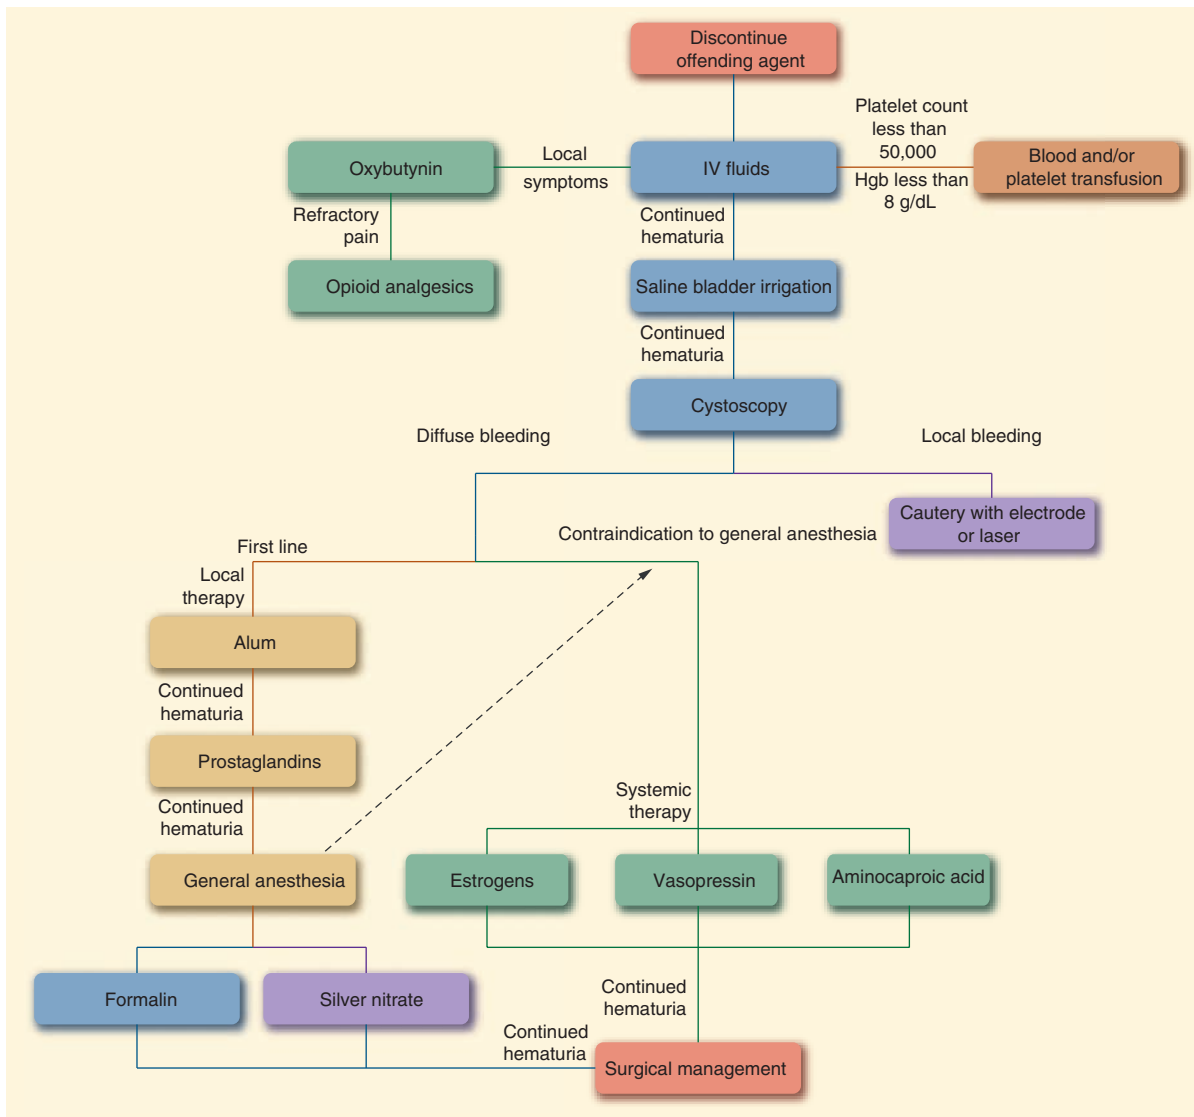 Discontinue
offending agent
Platelet count
less than
50,000
Oxybutynin
Local
symptoms
IV fluids
Hgb less than
8 g/dL
Blood and/or
platelet transfusion
Refractory
pain
Continued
hematuria
Opioid analgesics
Saline bladder irrigation
Continued
hematuria
Cystoscopy
Diffuse bleeding
Local bleeding
Cautery with electrode
or laser
Contraindication to general anesthesia
First line
Local
therapy
Alum
Continued
hematuria
Prostaglandins
Continued
hematuria
Systemic
therapy
General anesthesia
Estrogens
Vasopressin
Aminocaproic acid
Formalin
Silver nitrate
Continued
hematuria
Continued
hematuria
Surgical management